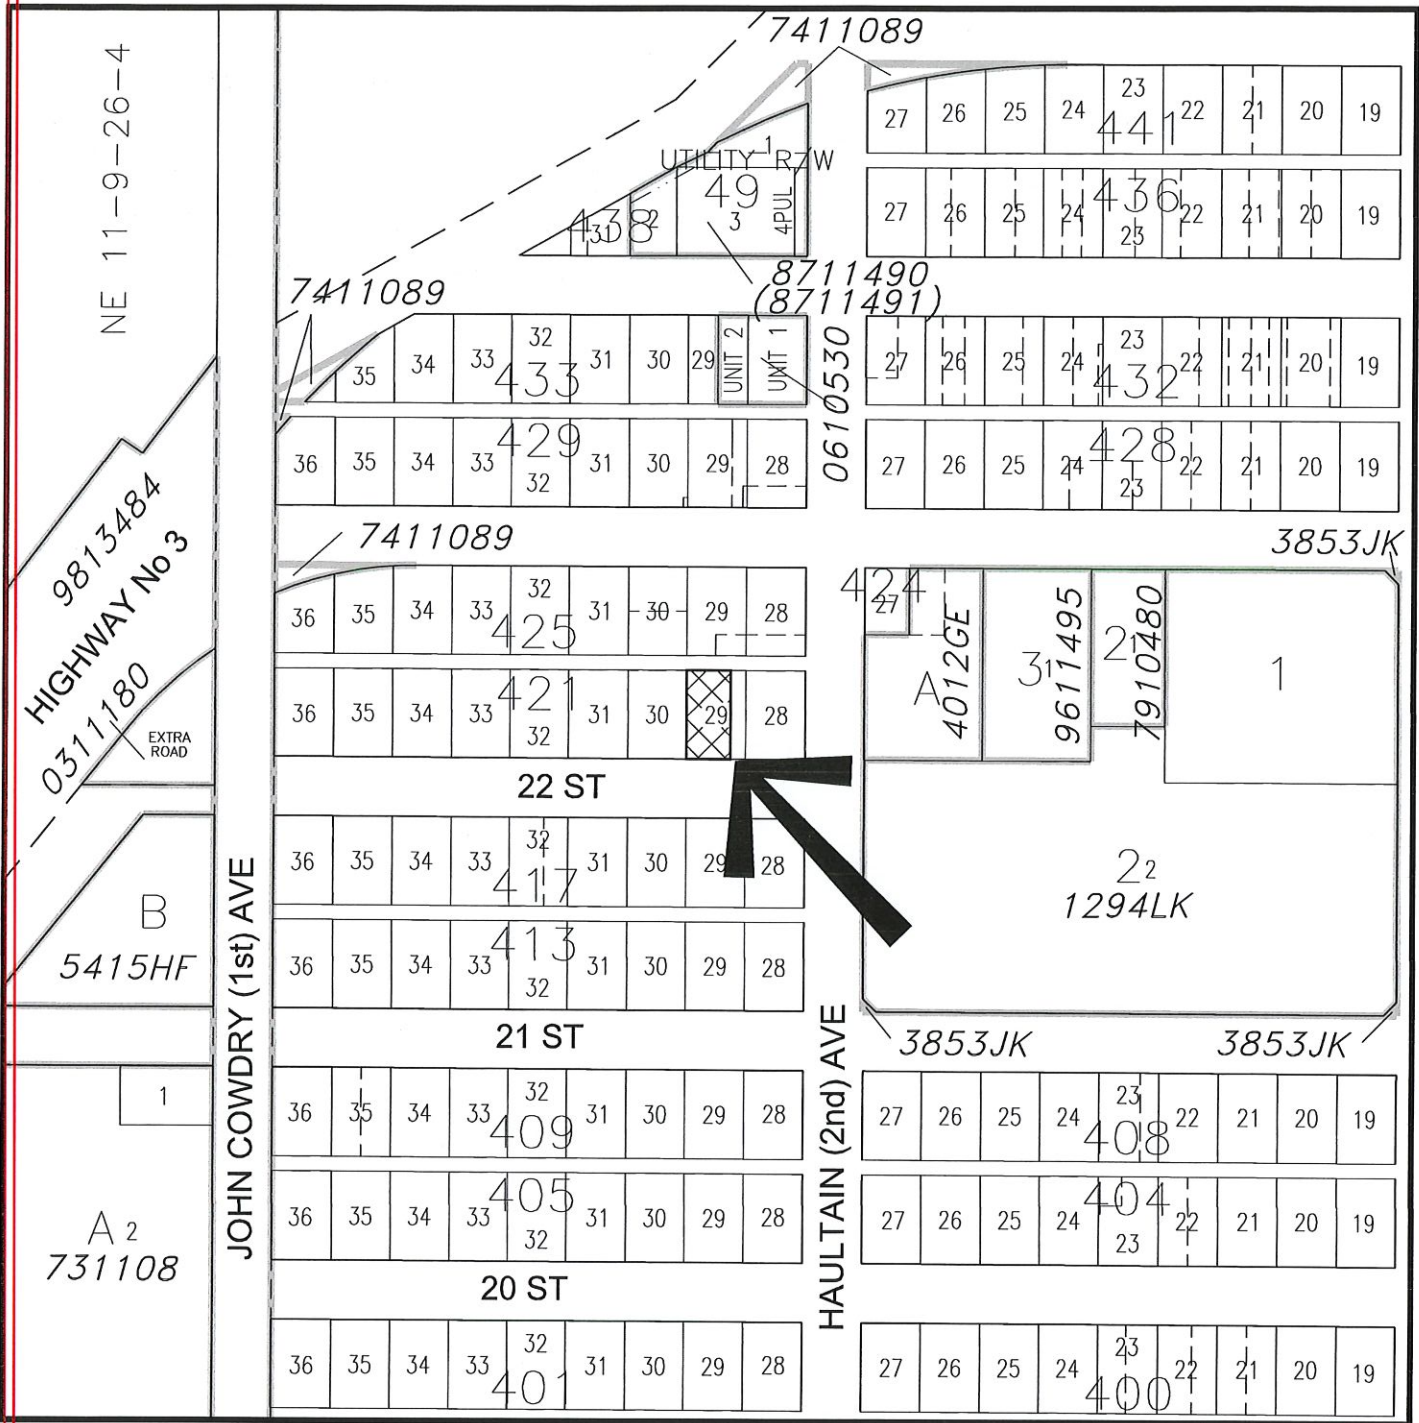 7411089
NE 11-9-26-4
27 26 25 24 23 22 21 20 19
441
UTILITY R/W
1
49
438
31 2 3
4PUL
27 26 25 24 23 22 21 20 19
436
8711490
(8711491)
7411089
35 34 33 32 31 30 29
433
UNIT 2
UNIT 1
0610530
27 26 25 24 23 22 21 20 19
432
36 35 34 33 32 31 30 29 28
429
27 26 25 24 23 22 21 20 19
428
9813484
HIGHWAY No 3
0311180
EXTRA
ROAD
7411089
3853JK
36 35 34 33 32 31 30 29 28
425
424
27
A
4012GE
31
9611495
21
7910480
1
36 35 34 33 32 31 30 29 28
421
22 ST
36 35 34 33 32 31 30 29 28
417
22
1294LK
B
5415HF
36 35 34 33 32 31 30 29 28
413
21 ST
JOHN COWDRY (1st) AVE
HAULTAIN (2nd) AVE
3853JK
3853JK
1
36 35 34 33 32 31 30 29 28
409
27 26 25 24 23 22 21 20 19
408
36 35 34 33 32 31 30 29 28
405
27 26 25 24 23 22 21 20 19
404
A 2
731108
20 ST
36 35 34 33 32 31 30 29 28
401
27 26 25 24 23 22 21 20 19
400